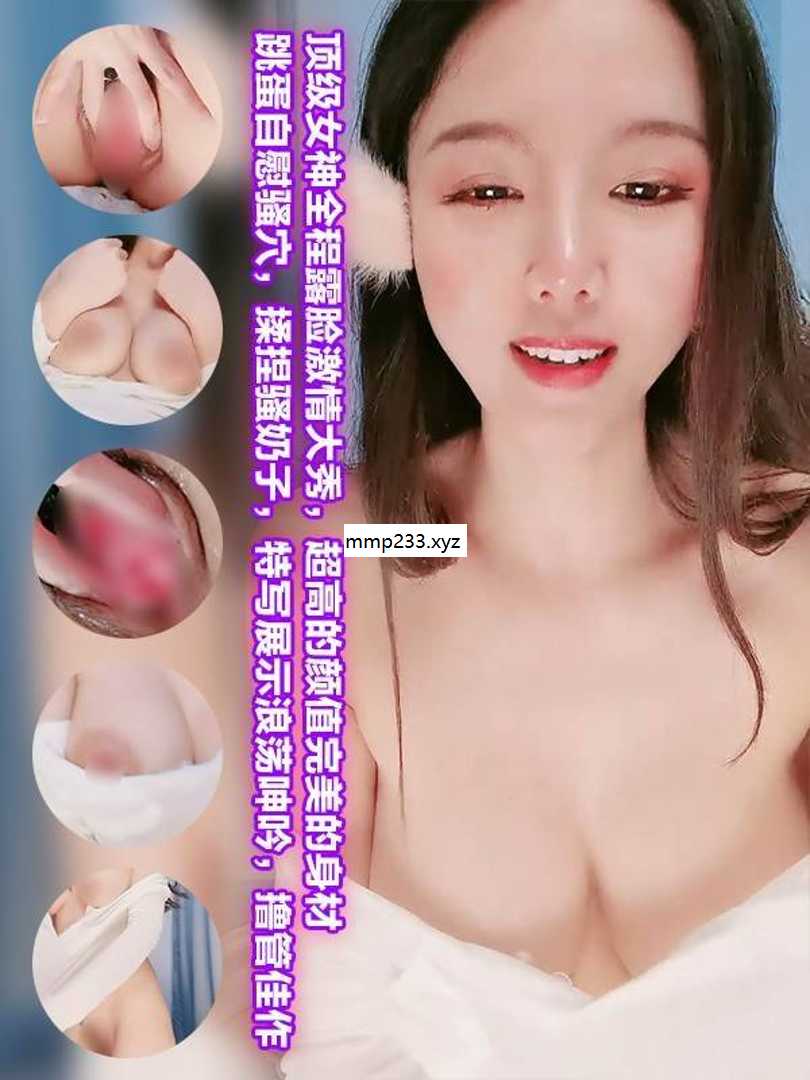 顶级女神全程露脸激情大秀，超高的颜值完美的身材
跳蛋自慰骚穴，揉捏骚奶子，特写展示浪荡呻吟，撸管佳作
mmp233.xyz